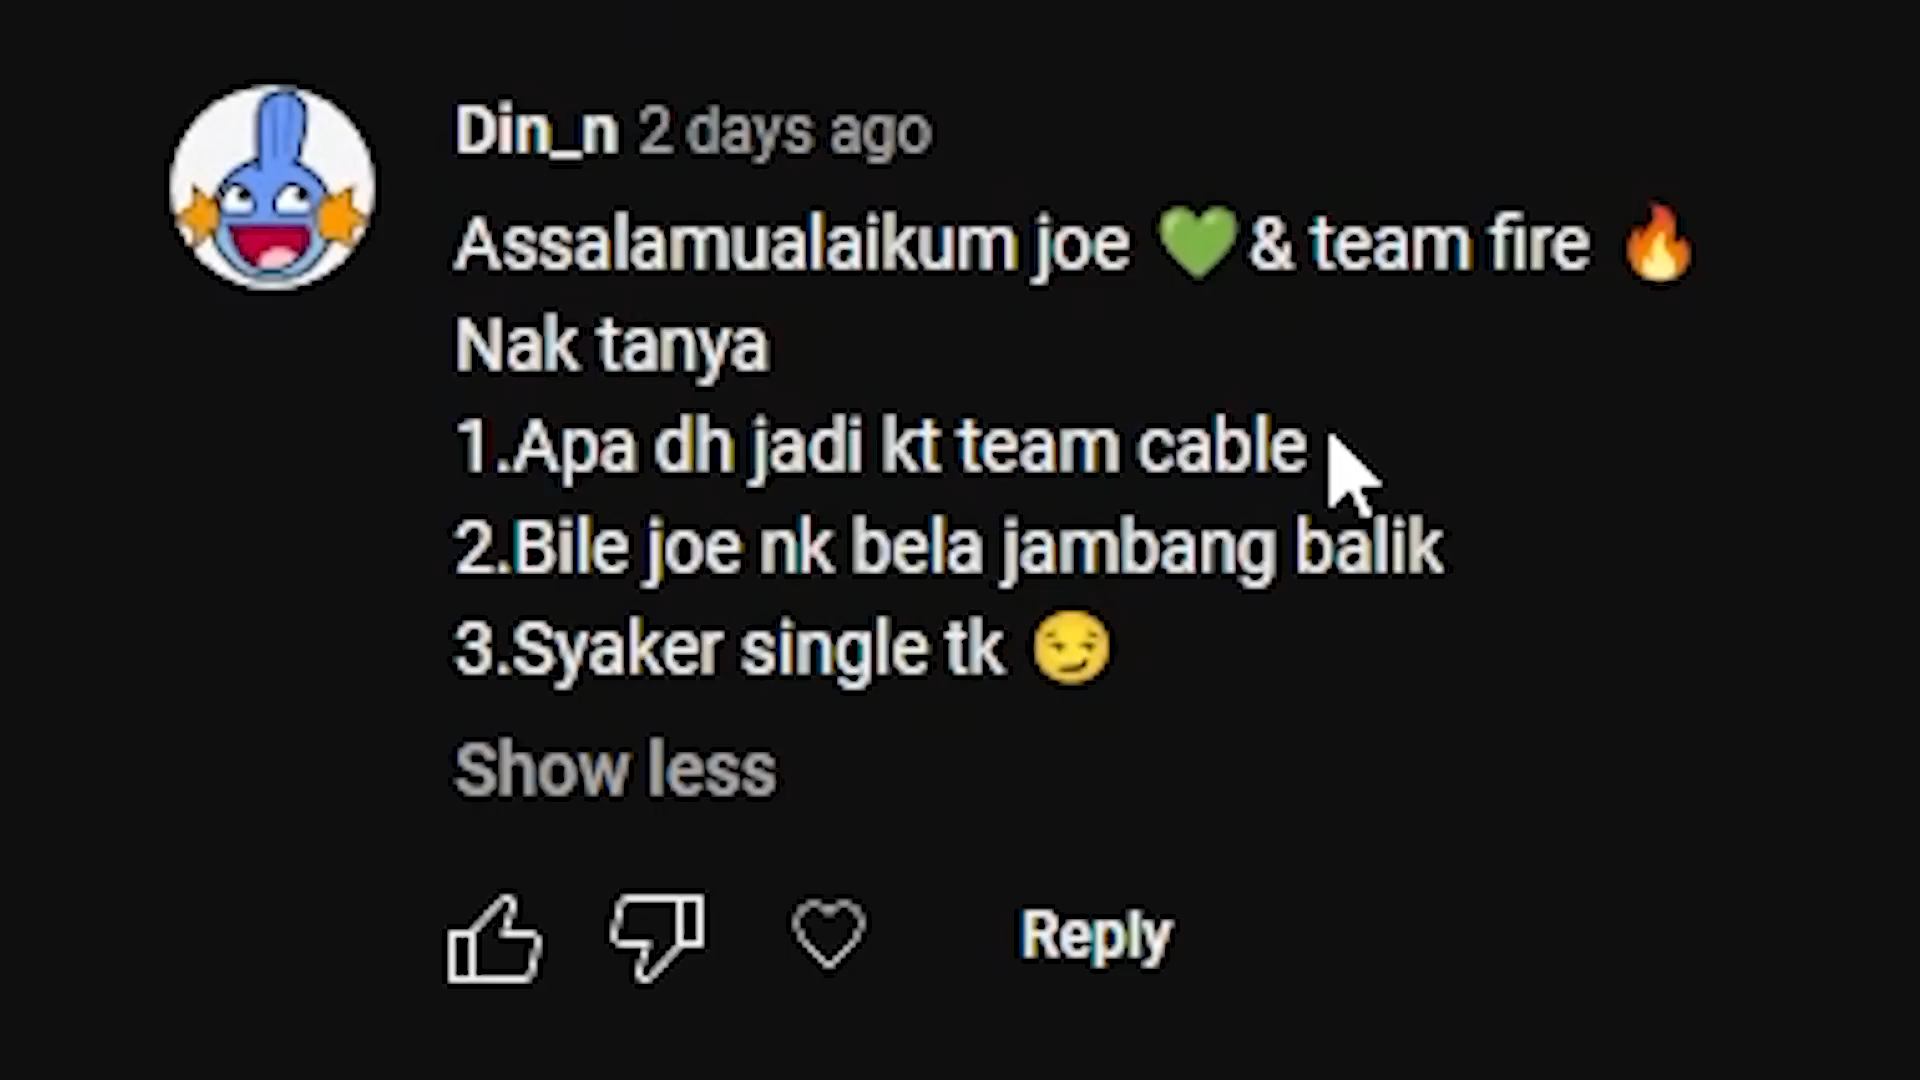 Din_n 2 days ago
Assalamualaikum joe 💚& team fire 🔥
Nak tanya
1.Apa dh jadi kt team cable
2.Bile joe nk bela jambang balik
3.Syaker single tk 😏
Show less
Reply